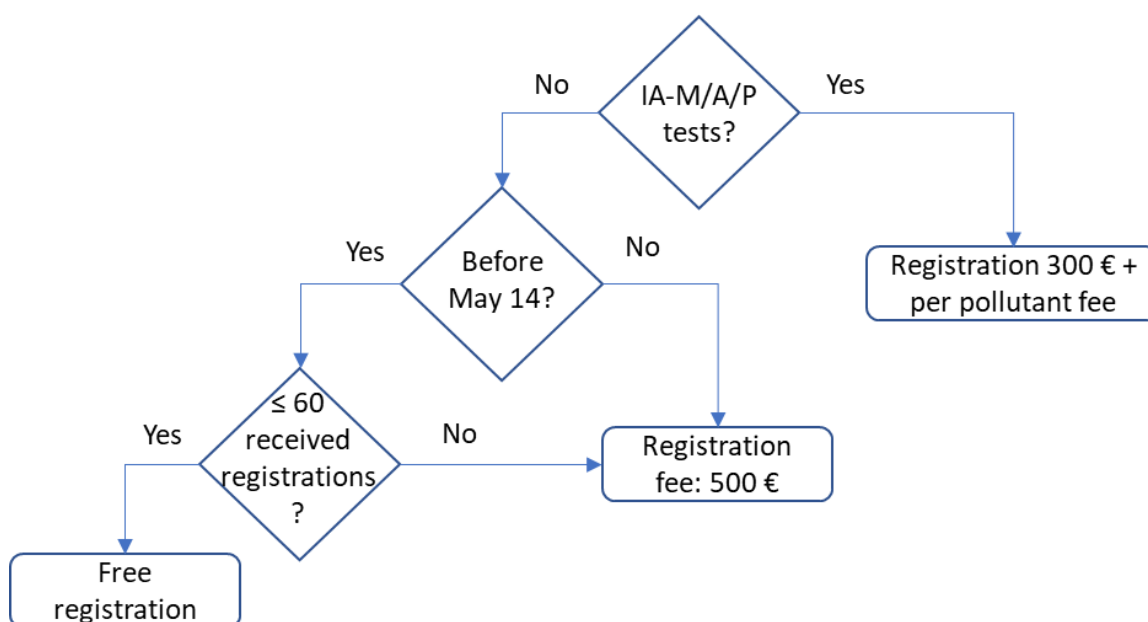 No
IA-M/A/P
tests?
Yes
Yes
Before
May 14?
No
Registration 300 € +
per pollutant fee
Yes
≤ 60
received
registrations
?
No
Registration
fee: 500 €
Free
registration